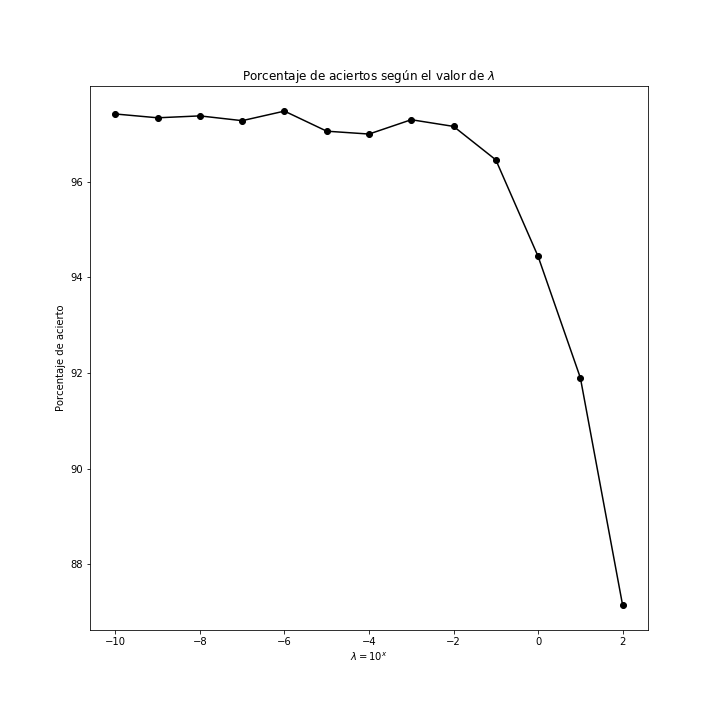 Porcentaje de aciertos según el valor de λ
Porcentaje de acierto
96
94
92
90
88
−10 −8 −6 −4 −2 0 2
λ = 10ˣ